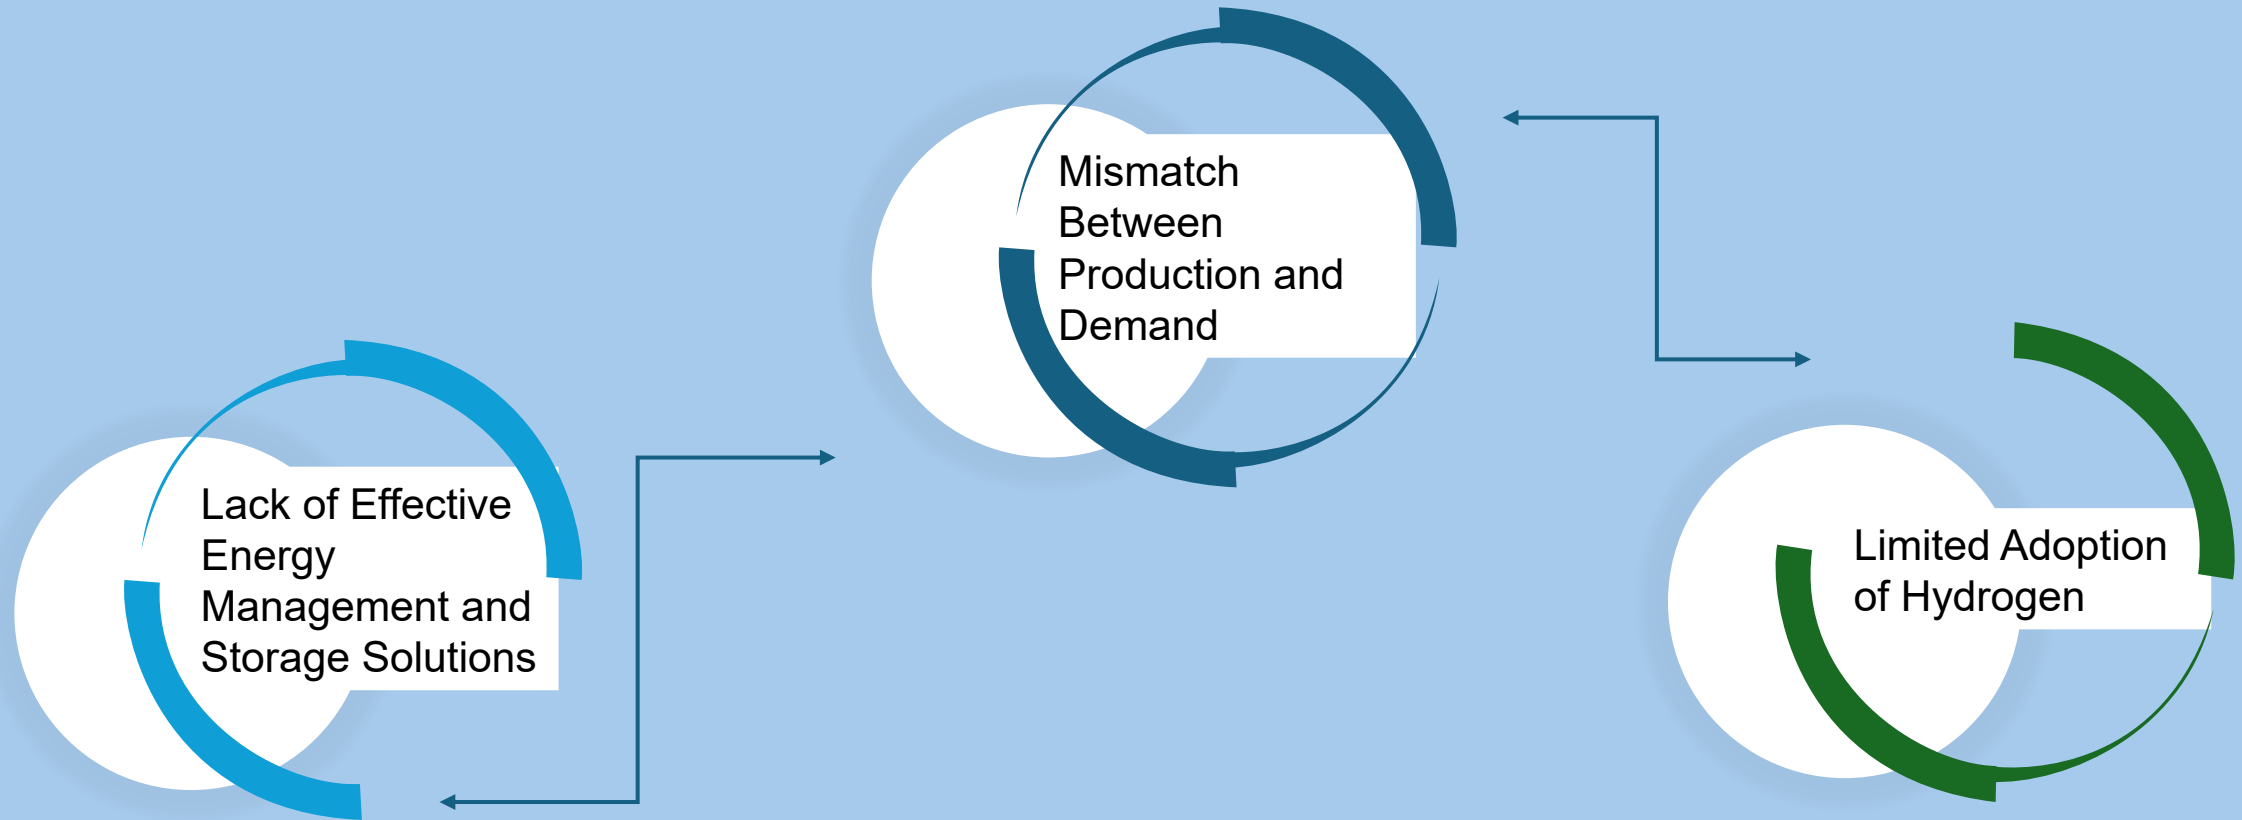 Mismatch
Between
Production and
Demand
Lack of Effective
Energy
Management and
Storage Solutions
Limited Adoption
of Hydrogen